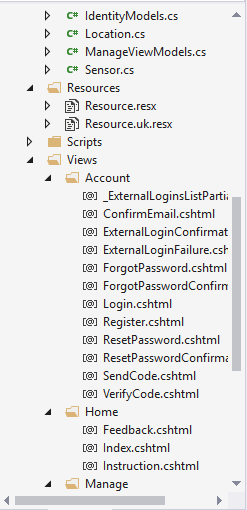 IdentityModels.cs
Location.cs
ManageViewModels.cs
Sensor.cs
Resources
Resource.resx
Resource.uk.resx
Scripts
Views
Account
_ExternalLoginsListPartia
ConfirmEmail.cshtml
ExternalLoginConfirmat
ExternalLoginFailure.cshtml
ForgotPassword.cshtml
ForgotPasswordConfirm
Login.cshtml
Register.cshtml
ResetPassword.cshtml
ResetPasswordConfirma
SendCode.cshtml
VerifyCode.cshtml
Home
Feedback.cshtml
Index.cshtml
Instruction.cshtml
Manage